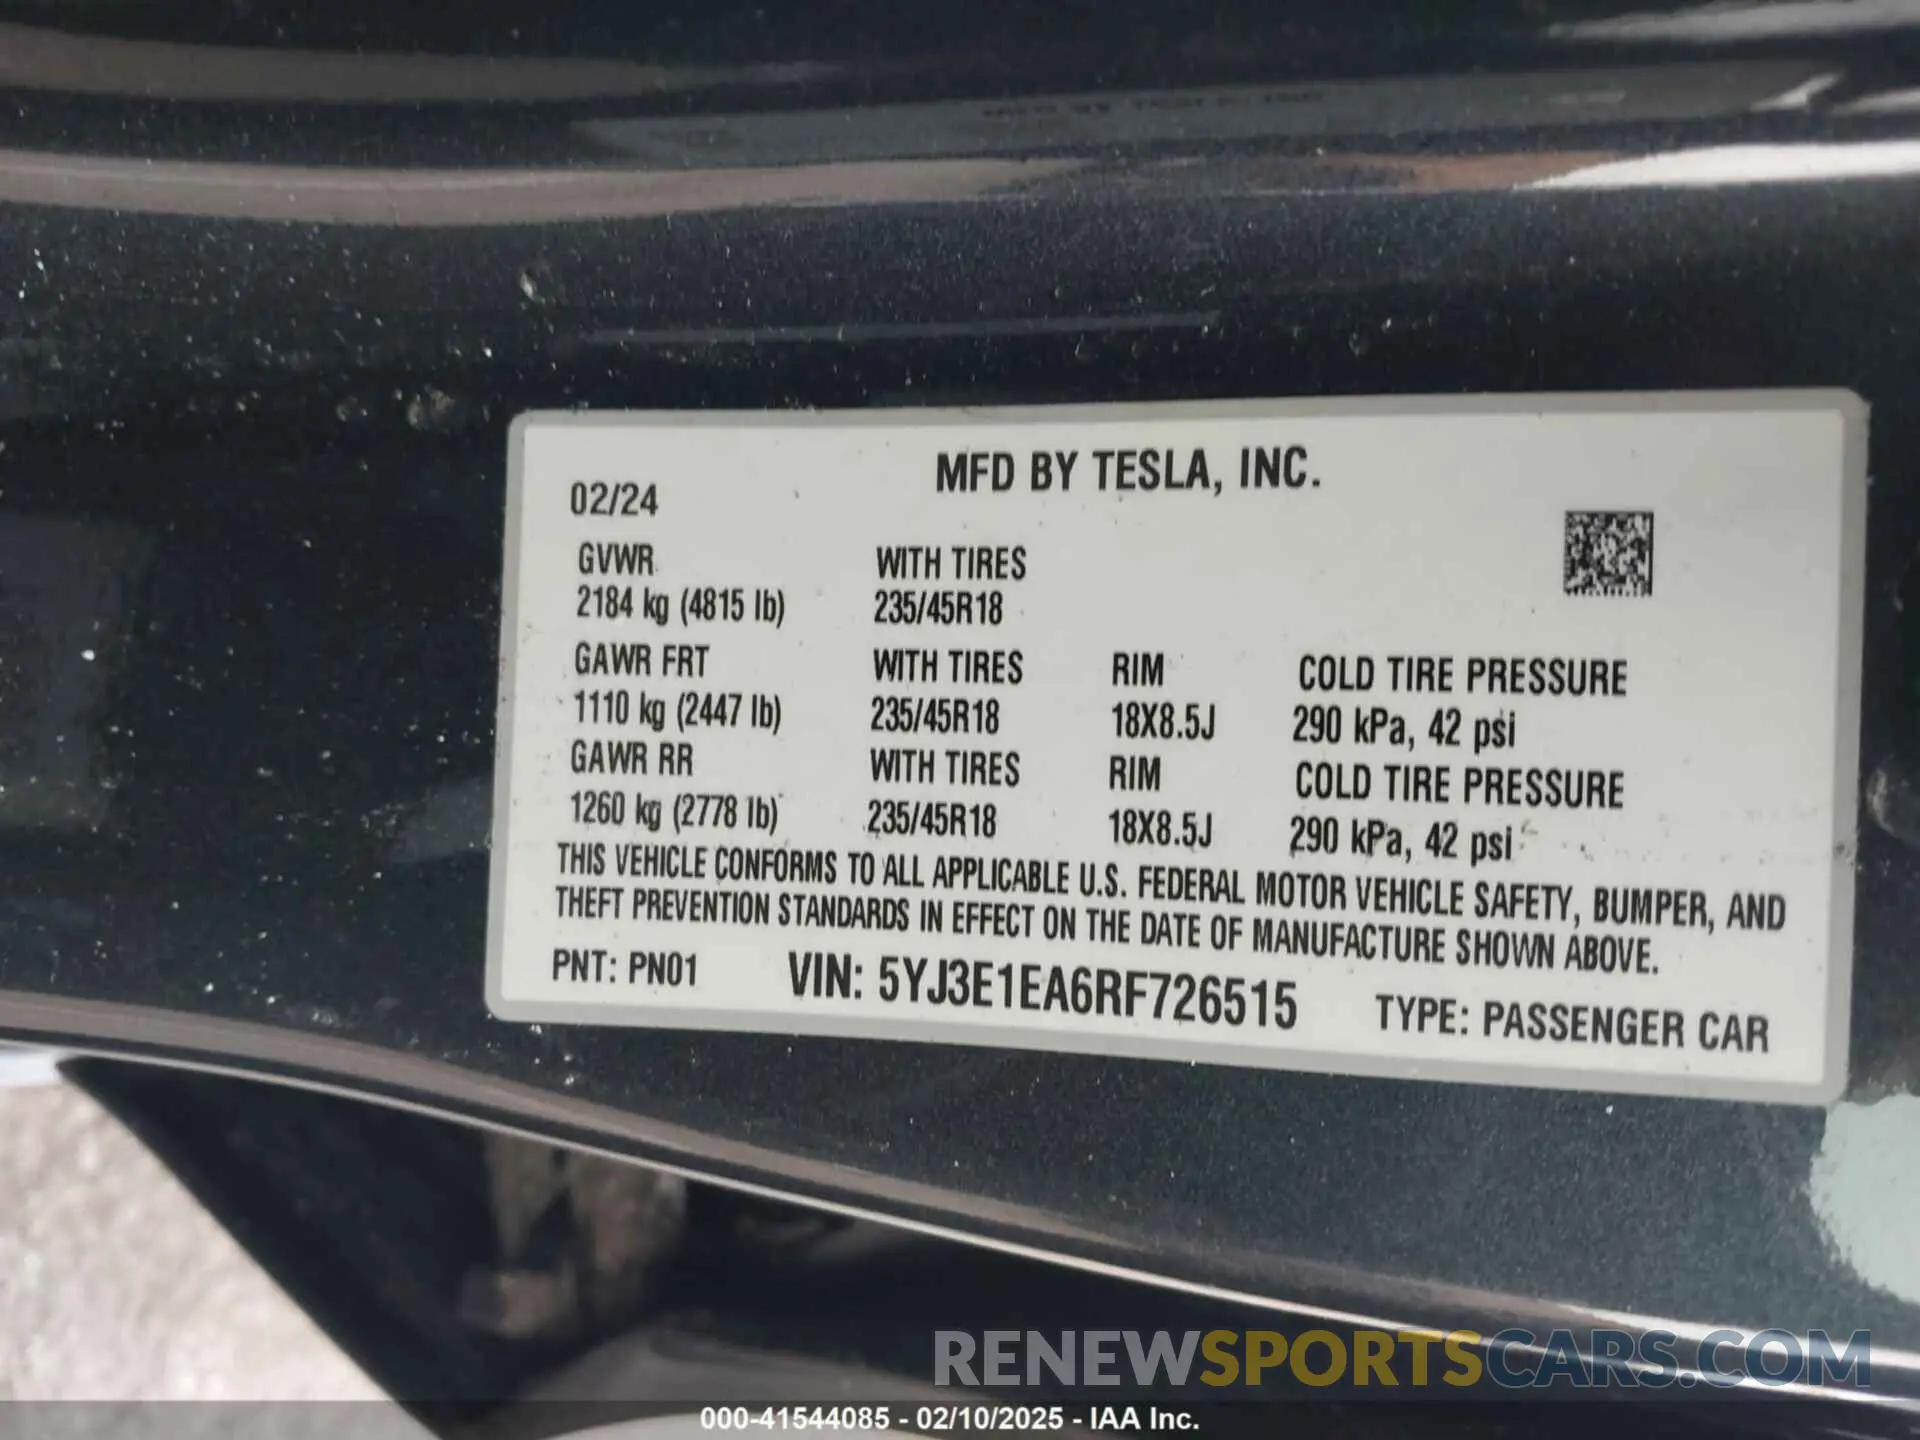 MFD BY TESLA, INC.
02/24
GVWR WITH TIRES
2184 kg (4815 lb) 235/45R18
GAWR FRT WITH TIRES RIM COLD TIRE PRESSURE
1110 kg (2447 lb) 235/45R18 18X8.5J 290 kPa, 42 psi
GAWR RR WITH TIRES RIM COLD TIRE PRESSURE
1260 kg (2778 lb) 235/45R18 18X8.5J 290 kPa, 42 psi
THIS VEHICLE CONFORMS TO ALL APPLICABLE U.S. FEDERAL MOTOR VEHICLE SAFETY, BUMPER, AND
THEFT PREVENTION STANDARDS IN EFFECT ON THE DATE OF MANUFACTURE SHOWN ABOVE.
PNT: PN01 VIN: 5YJ3E1EA6RF726515 TYPE: PASSENGER CAR
RENEWSPORTSCARS.COM
000-41544085 - 02/10/2025 - IAA Inc.